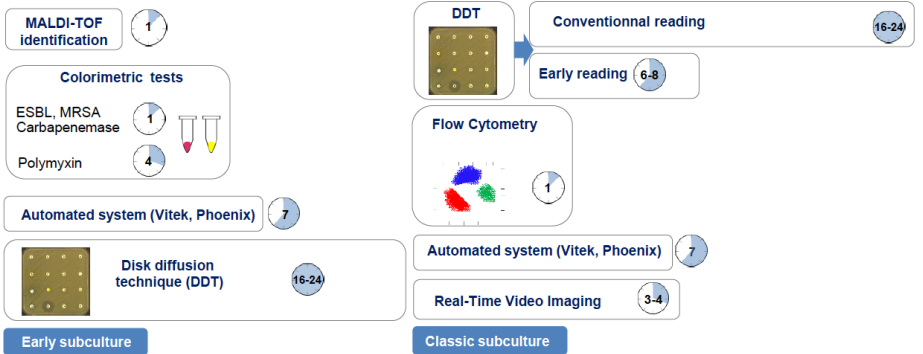 MALDI-TOF
identification
1
Colorimetric tests
ESBL, MRSA
Carbapenemase
1
Polymyxin
4
Automated system (Vitek, Phoenix)
7
Disk diffusion
technique (DDT)
16-24
Early subculture
DDT
Conventionnal reading
16-24
Early reading
6-8
Flow Cytometry
1
Automated system (Vitek, Phoenix)
7
Real-Time Video Imaging
3-4
Classic subculture